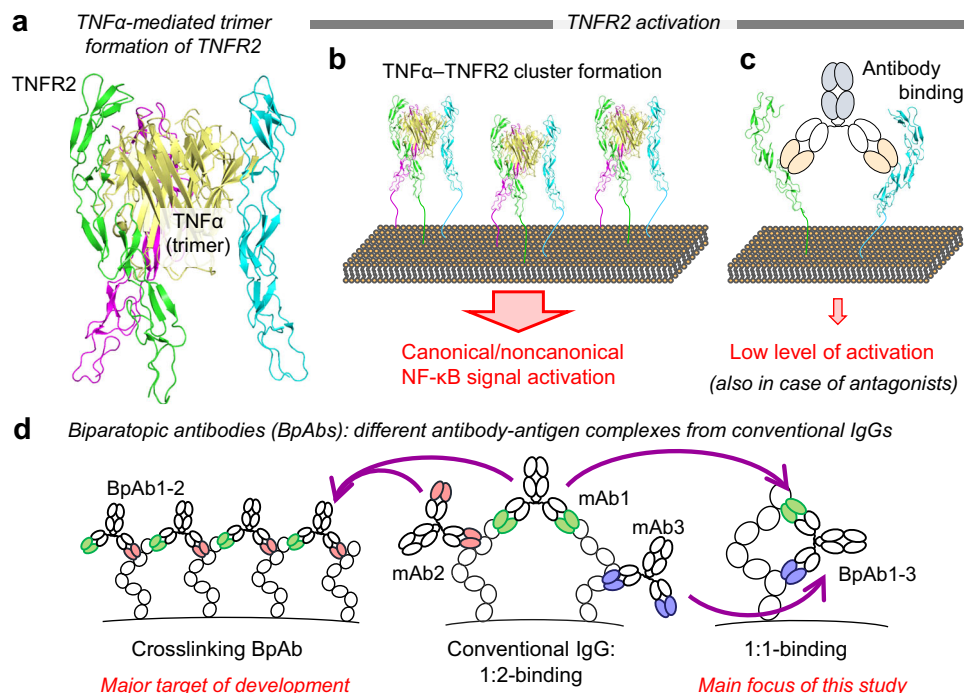 a
TNFα-mediated trimer
formation of TNFR2
TNFR2
TNFα
(trimer)
TNFR2 activation
b
TNFα–TNFR2 cluster formation
Canonical/noncanonical
NF-κB signal activation
c
Antibody
binding
Low level of activation
(also in case of antagonists)
d
Biparatopic antibodies (BpAbs): different antibody-antigen complexes from conventional IgGs
BpAb1-2
Crosslinking BpAb
Major target of development
mAb1
mAb2
mAb3
Conventional IgG:
1:2-binding
BpAb1-3
1:1-binding
Main focus of this study